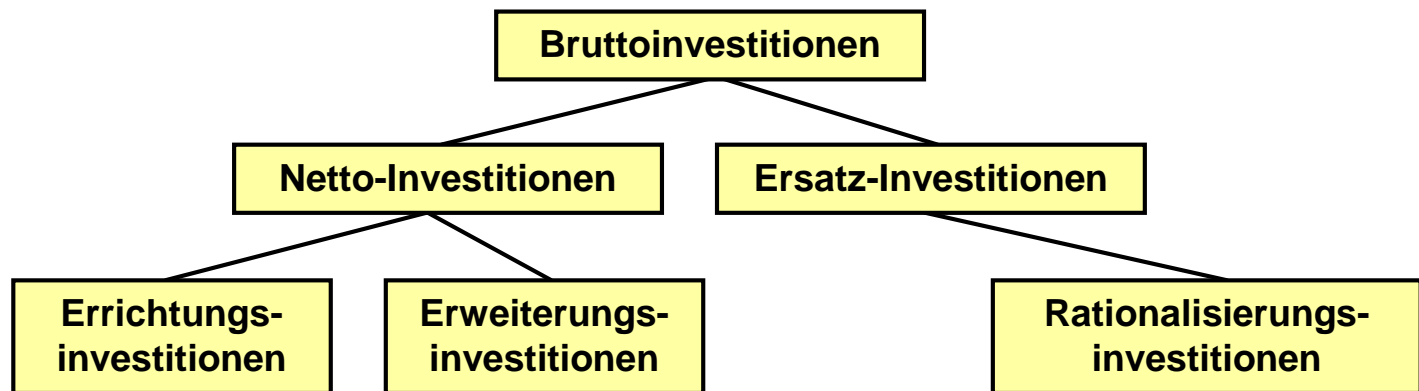 Bruttoinvestitionen
Netto-Investitionen
Ersatz-Investitionen
Errichtungs-
investitionen
Erweiterungs-
investitionen
Rationalisierungs-
investitionen